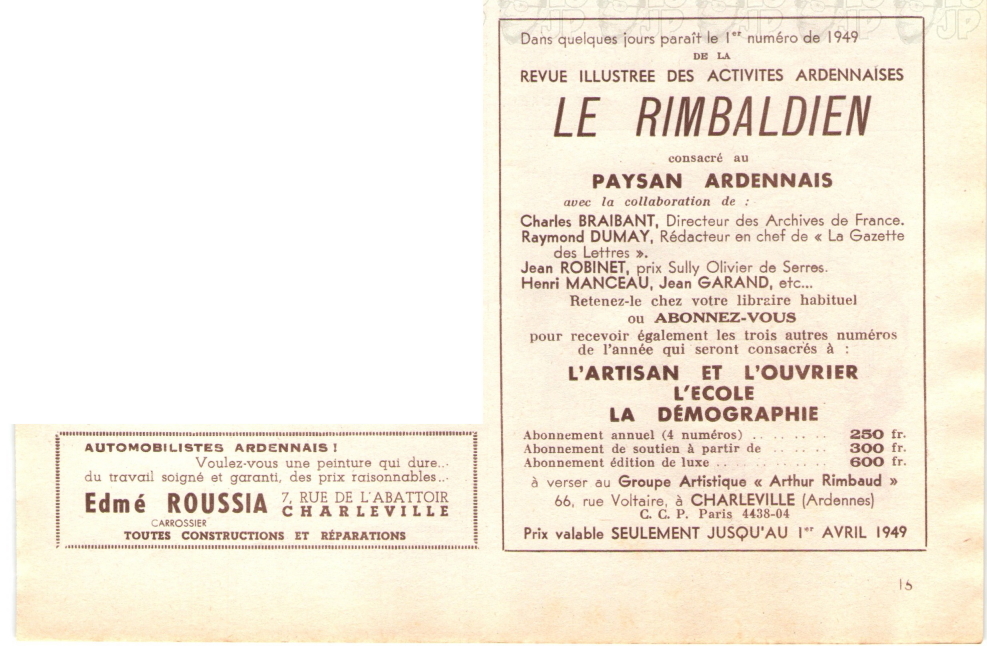 AUTOMOBILISTES ARDENNAIS !
Voulez-vous une peinture qui dure...
du travail soigné et garanti, des prix raisonnables...
Edmé ROUSSIA 7, RUE DE L'ABATTOIR
CHARLEVILLE
CARROSSIER
TOUTES CONSTRUCTIONS ET RÉPARATIONS
Dans quelques jours paraît le 1er numéro de 1949
DE LA
REVUE ILLUSTREE DES ACTIVITES ARDENNAISES
LE RIMBALDIEN
consacré au
PAYSAN ARDENNAIS
avec la collaboration de :
Charles BRAIBANT, Directeur des Archives de France.
Raymond DUMAY, Rédacteur en chef de « La Gazette
des Lettres ».
Jean ROBINET, prix Sully Olivier de Serres.
Henri MANCEAU, Jean GARAND, etc...
Retenez-le chez votre libraire habituel
ou ABONNEZ-VOUS
pour recevoir également les trois autres numéros
de l'année qui seront consacrés à :
L'ARTISAN ET L'OUVRIER
L'ECOLE
LA DÉMOGRAPHIE
Abonnement annuel (4 numéros) .. .. .. .. 250 fr.
Abonnement de soutien à partir de .. .. .. 300 fr.
Abonnement édition de luxe .. .. .. .. .. 600 fr.
à verser au Groupe Artistique « Arthur Rimbaud »
66, rue Voltaire, à CHARLEVILLE (Ardennes)
C. C. P. Paris 4438-04
Prix valable SEULEMENT JUSQU'AU 1er AVRIL 1949